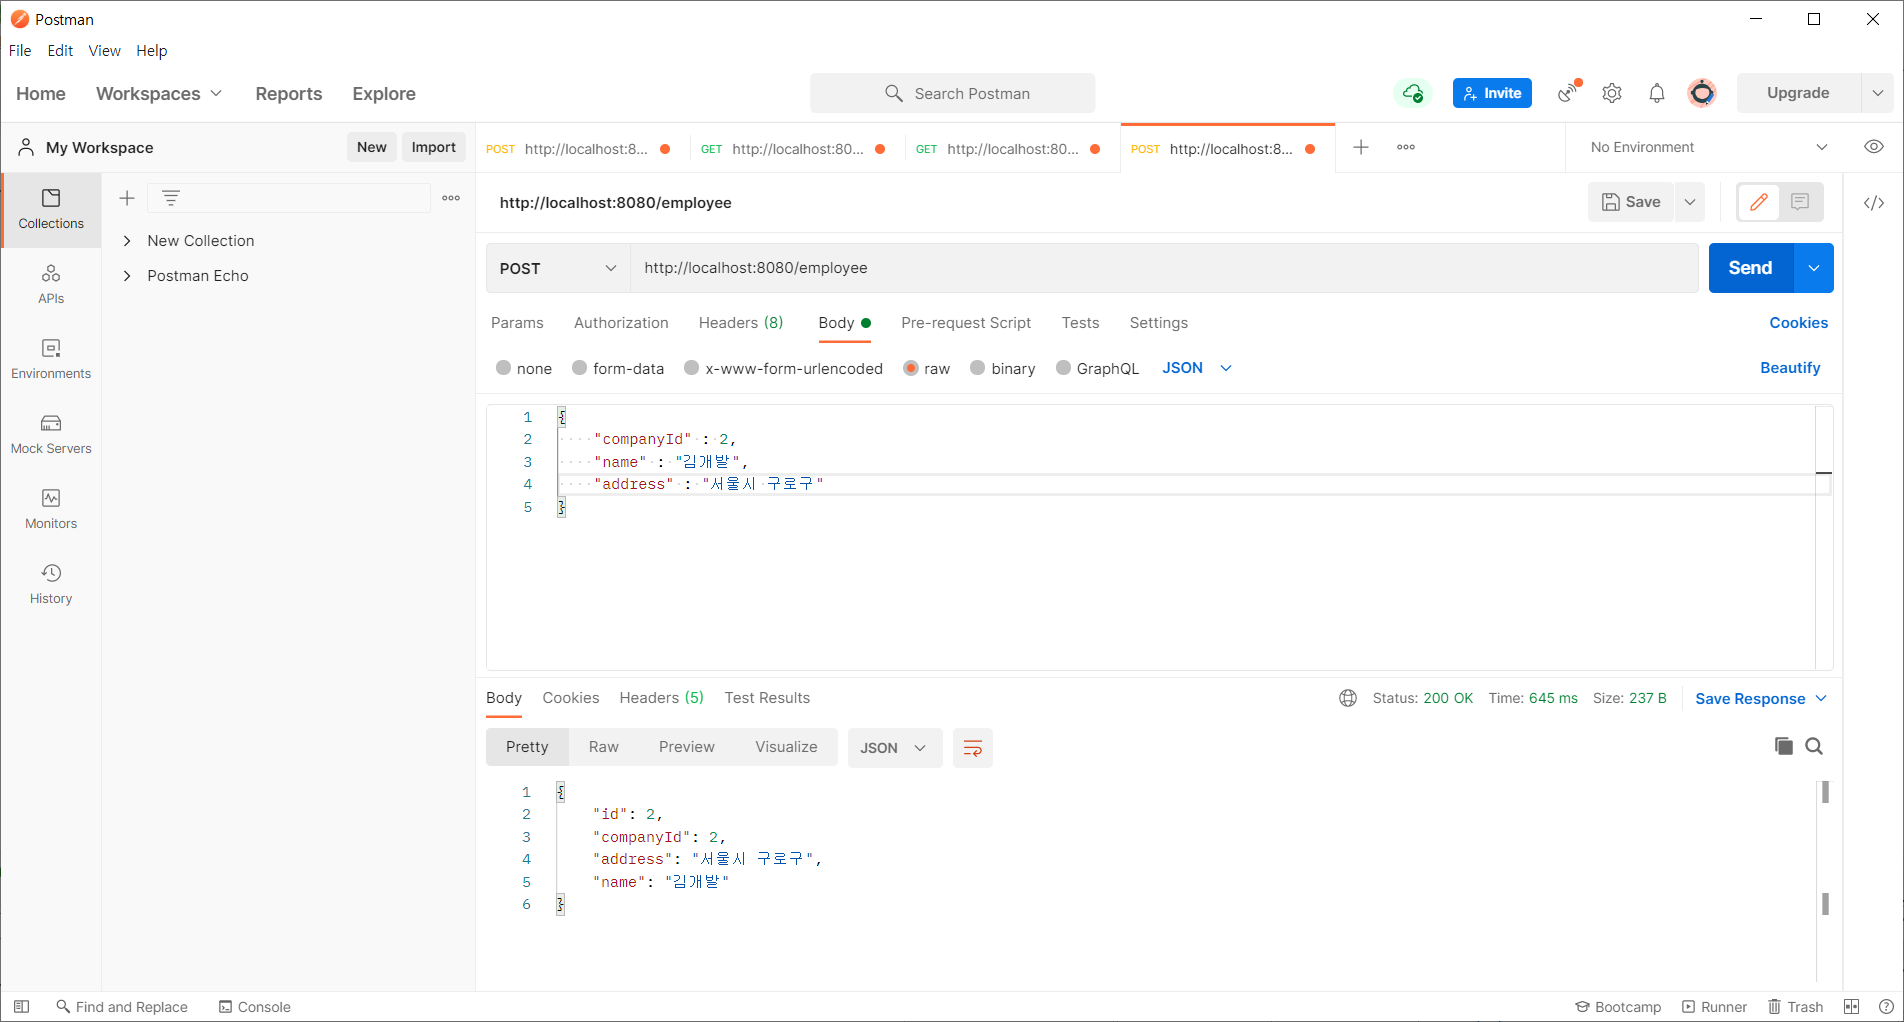 Postman
File Edit View Help
Home Workspaces Reports Explore Search Postman Invite Upgrade
My Workspace New Import
POST http://localhost:8... GET http://localhost:80... GET http://localhost:80... POST http://localhost:8... No Environment
Collections
APIs
Environments
Mock Servers
Monitors
History
New Collection
Postman Echo
http://localhost:8080/employee Save
POST http://localhost:8080/employee Send
Params Authorization Headers (8) Body Pre-request Script Tests Settings Cookies
none form-data x-www-form-urlencoded raw binary GraphQL JSON Beautify
1 {
2 "companyId" : 2,
3 "name" : "김개발",
4 "address" : "서울시 구로구"
5 }
Body Cookies Headers (5) Test Results Status: 200 OK Time: 645 ms Size: 237 B Save Response
Pretty Raw Preview Visualize JSON
1 {
2 "id": 2,
3 "companyId": 2,
4 "address": "서울시 구로구",
5 "name": "김개발"
6 }
Find and Replace Console Bootcamp Runner Trash